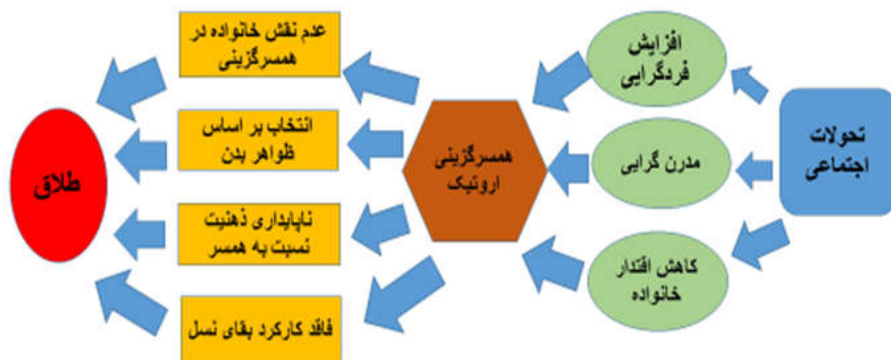 تحولات
اجتماعی
افزایش
فردگرایی
مدرن گرایی
کاهش اقتدار
خانواده
همسرگزینی
اروتیک
عدم نقش خانواده در
همسرگزینی
انتخاب بر اساس
ظواهر بدن
ناپایداری ذهنیت
نسبت به همسر
فاقد کارکرد بقای نسل
طلاق